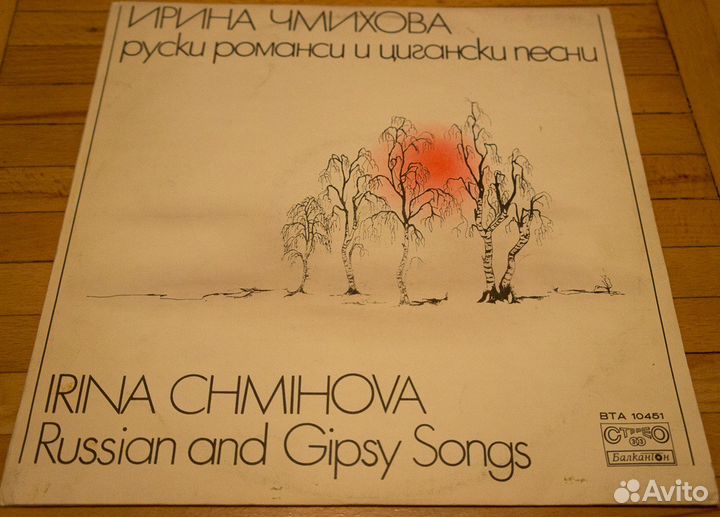 ИРИНА ЧМИХОВА
руски романси и цигански песни
IRINA CHMIHOVA
Russian and Gipsy Songs
ВТА 10451
СТЕРЕО
33
Балкантон
Avito